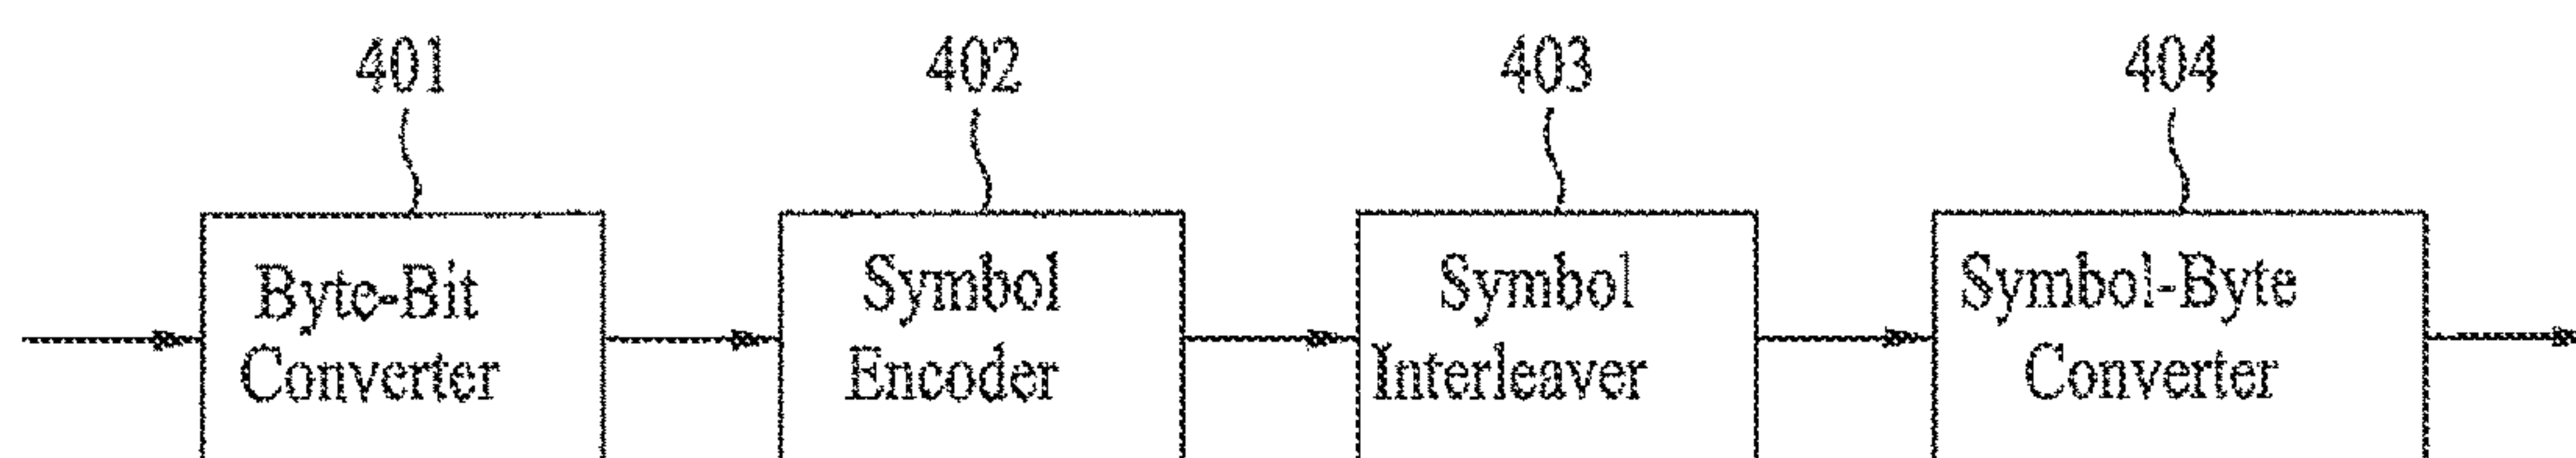 401
402
403
404
Byte-Bit
Converter
Symbol
Encoder
Symbol
Interleaver
Symbol-Byte
Converter